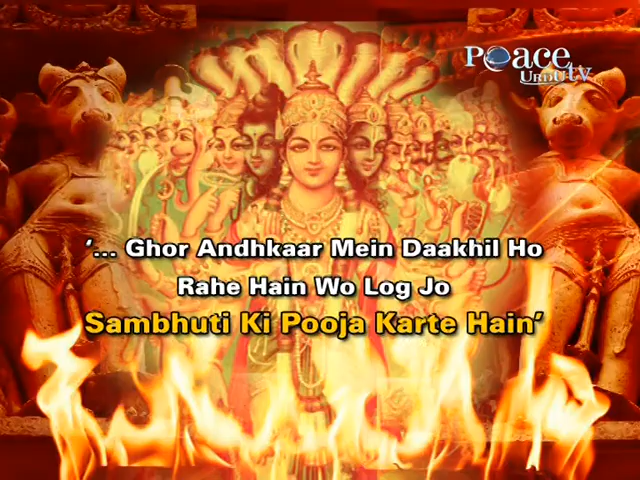 Peace
URDU tv
‘... Ghor Andhkaar Mein Daakhil Ho
Rahe Hain Wo Log Jo
Sambhuti Ki Pooja Karte Hain’